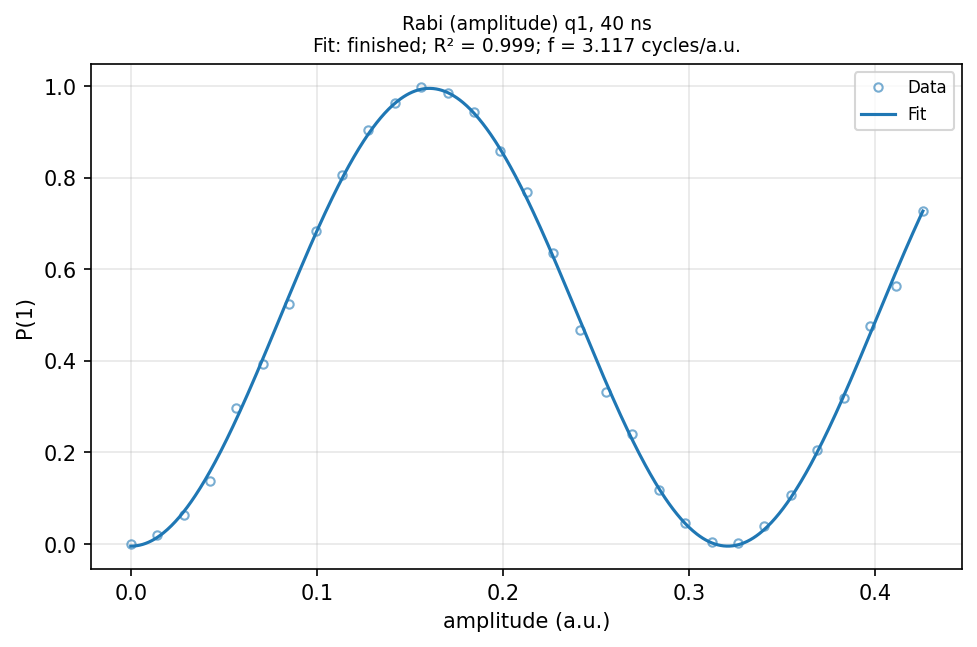 Rabi (amplitude) q1, 40 ns
Fit: finished; R² = 0.999; f = 3.117 cycles/a.u.
Data
Fit
P(1)
1.0
0.8
0.6
0.4
0.2
0.0
0.0 0.1 0.2 0.3 0.4
amplitude (a.u.)